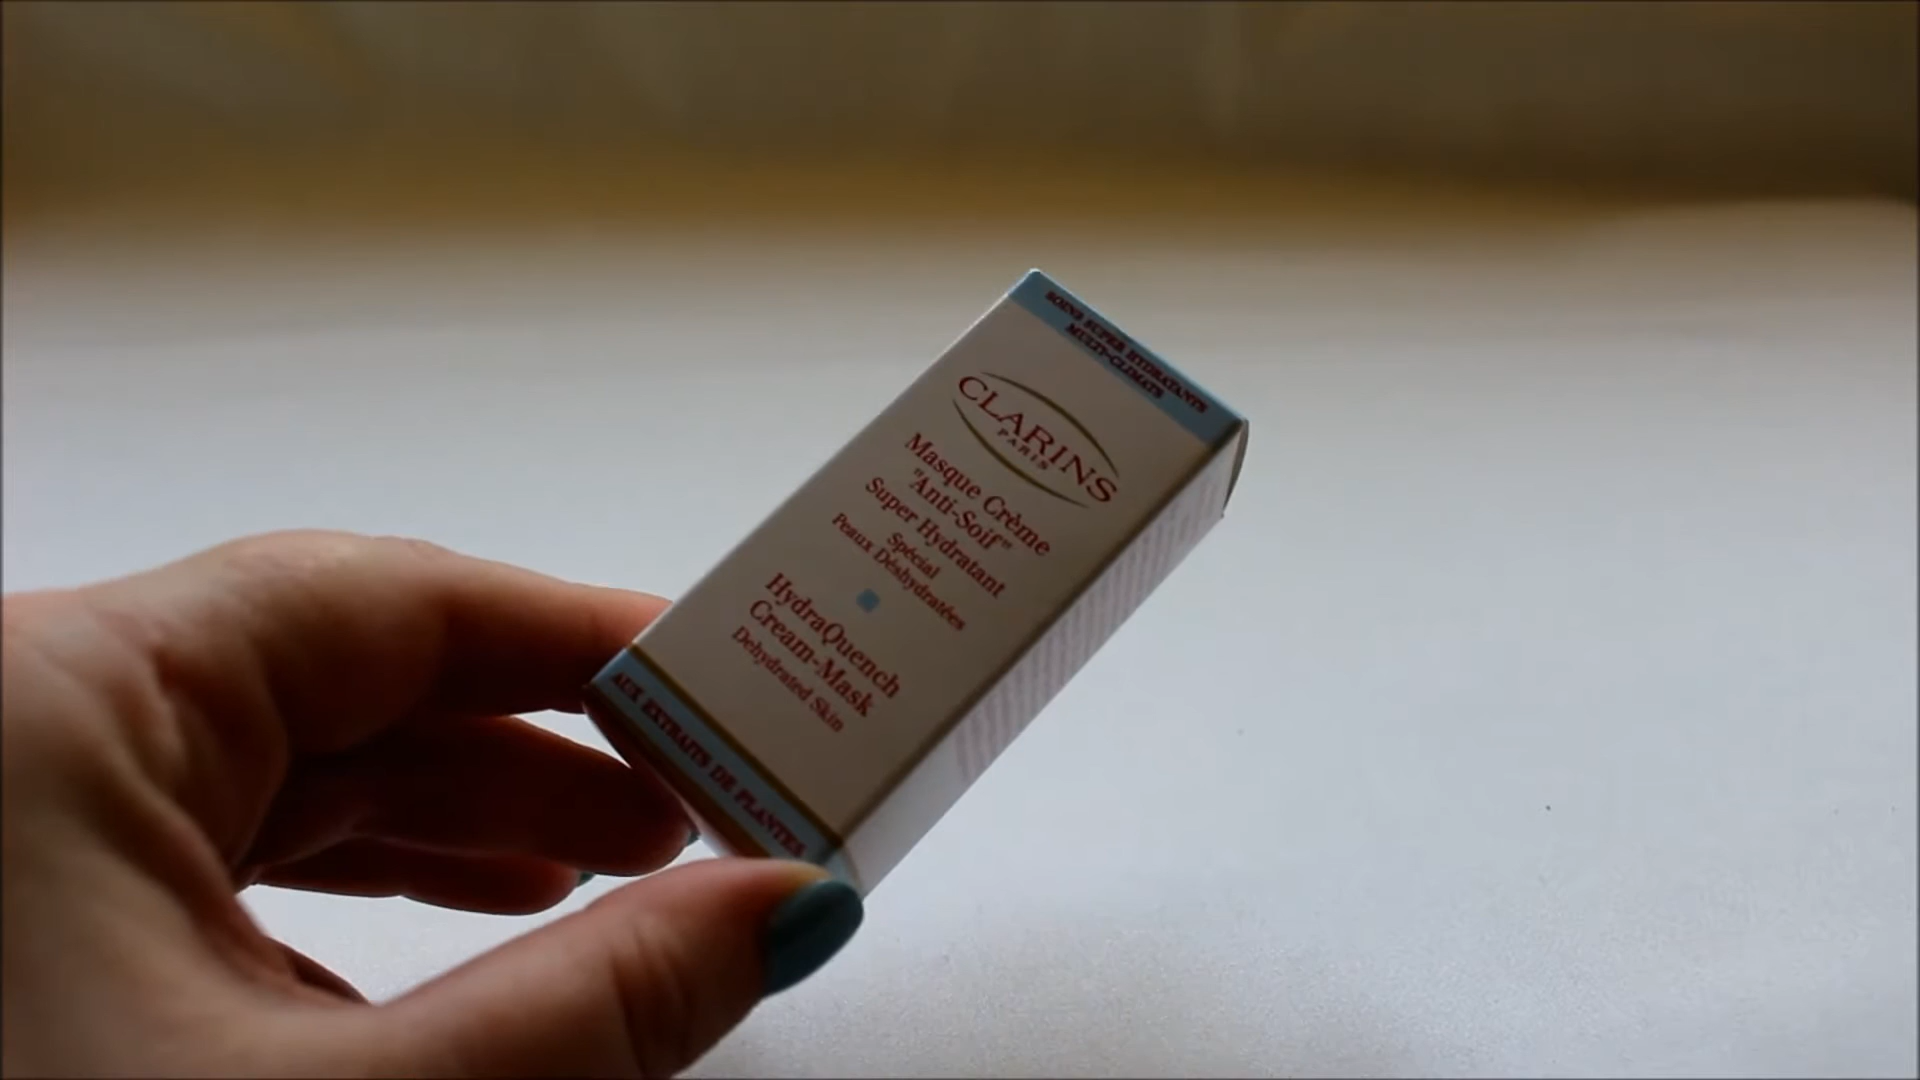 SOINS SUPER HYDRATANTS
MULTI-CLIMATS
CLARINS
PARIS
Masque Crème
"Anti-Soif"
Super Hydratant
Spécial
Peaux Déshydratées
HydraQuench
Cream-Mask
Dehydrated Skin
AUX EXTRAITS DE PLANTES